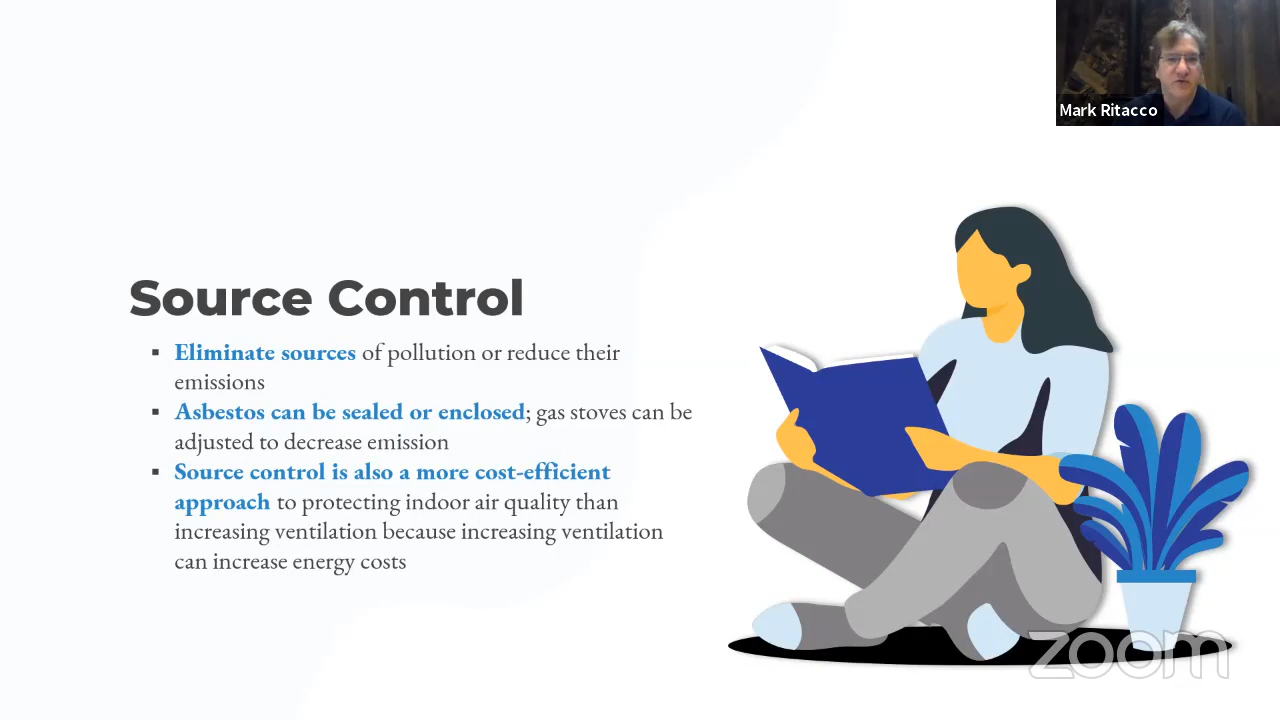 Mark Ritacco
Source Control
▪ Eliminate sources of pollution or reduce their
emissions
▪ Asbestos can be sealed or enclosed; gas stoves can be
adjusted to decrease emission
▪ Source control is also a more cost-efficient
approach to protecting indoor air quality than
increasing ventilation because increasing ventilation
can increase energy costs
zoom